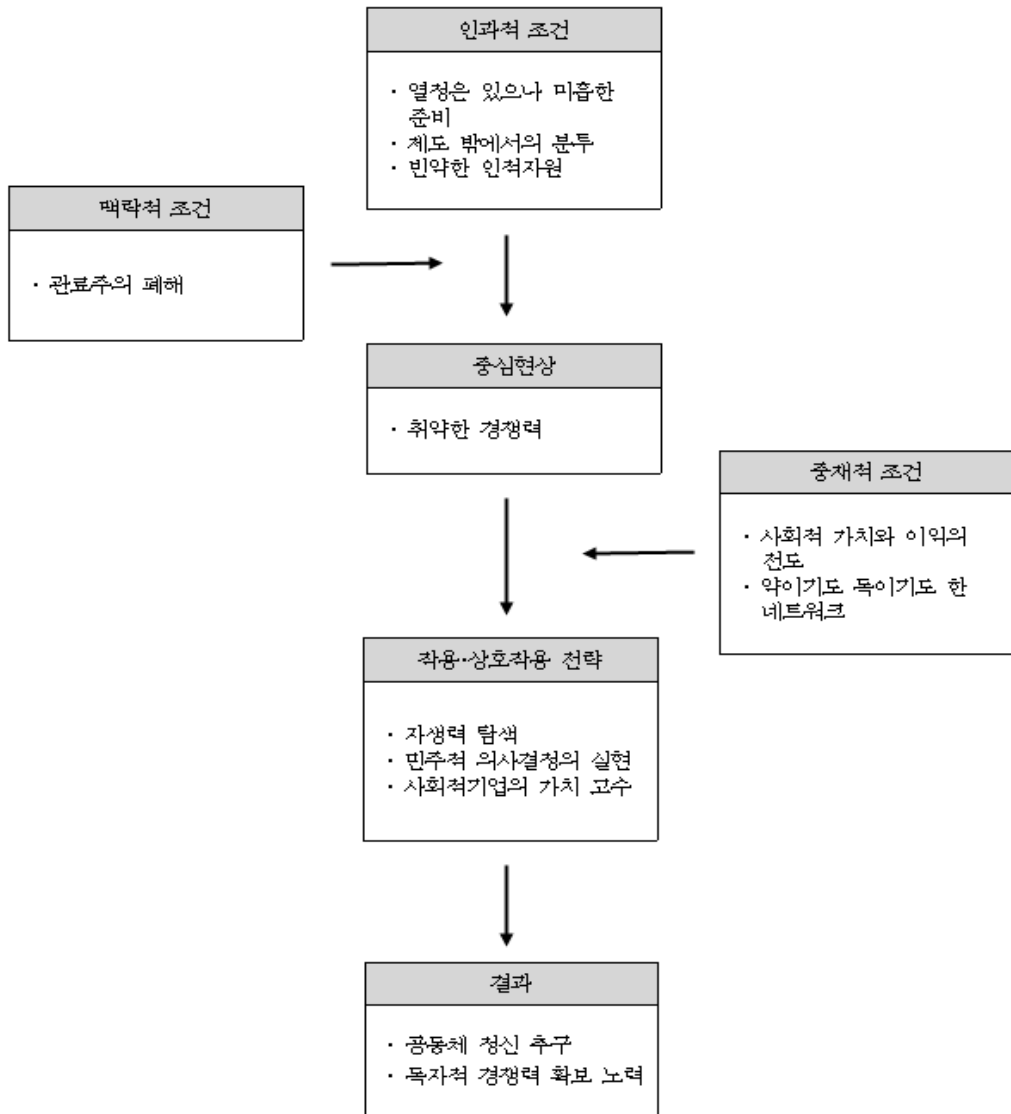 인과적 조건
· 열정은 있으나 미흡한
준비
· 제도 밖에서의 분투
· 빈약한 인적자원
맥락적 조건
· 관료주의 폐해
중심현상
· 취약한 경쟁력
중재적 조건
· 사회적 가치와 이익의
전도
· 약이기도 독이기도 한
네트워크
작용·상호작용 전략
· 자생력 탐색
· 민주적 의사결정의 실현
· 사회적기업의 가치 고수
결과
· 공동체 정신 추구
· 독자적 경쟁력 확보 노력